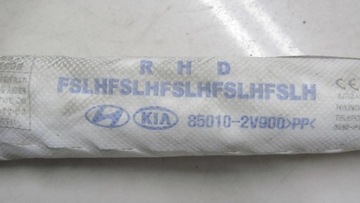 R H D
FSLHFSLHFSLHFSLHFSLH
KIA 85010-2V900>PP<